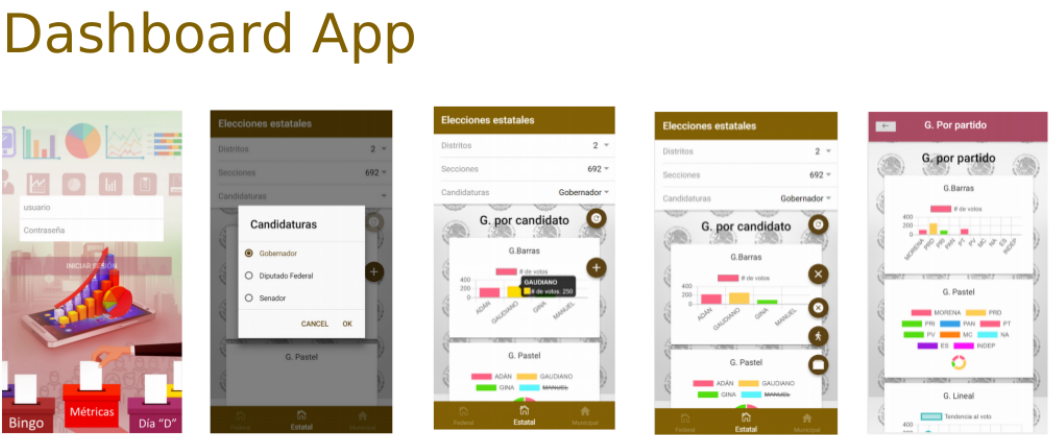 Dashboard App
usuario
Contraseña
INICIAR SESIÓN
Bingo
Métricas
Día "D"
Elecciones estatales
Distritos 2
Secciones 692
Candidaturas
Candidaturas
Gobernador
Diputado Federal
Senador
CANCEL OK
G. Pastel
Federal Estatal Municipal
Elecciones estatales
Distritos 2
Secciones 692
Candidaturas Gobernador
G. por candidato
G.Barras
# de votos
400
200
0
GAUDIANO
# de votos: 250
ADÁN GAUDIANO GINA MANUEL
G. Pastel
ADÁN GAUDIANO
GINA MANUEL
Federal Estatal Municipal
Elecciones estatales
Distritos 2
Secciones 692
Candidaturas Gobernador
G. por candidato
G.Barras
# de votos
400
200
0
ADÁN GAUDIANO GINA MANUEL
G. Pastel
ADÁN GAUDIANO
GINA MANUEL
Federal Estatal Municipal
G. Por partido
G. por partido
G.Barras
# de votos
400
200
0
MORENA PRD PRI PAN PT PV MC NA ES INDEP
G. Pastel
MORENA PRD
PRI PAN PT
PV MC NA
ES INDEP
G. Lineal
Tendencia al voto
400